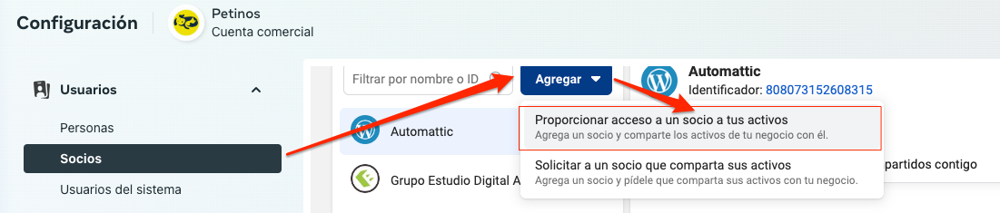 Configuración
Petinos
Cuenta comercial
Usuarios
Personas
Socios
Usuarios del sistema
Filtrar por nombre o ID
Agregar
Automattic
Identificador: 808073152608315
Automattic
Proporcionar acceso a un socio a tus activos
Agrega un socio y comparte los activos de tu negocio con él.
Grupo Estudio Digital A
Solicitar a un socio que comparta sus activos
Agrega un socio y pídele que comparta sus activos con tu negocio.
partidos contigo